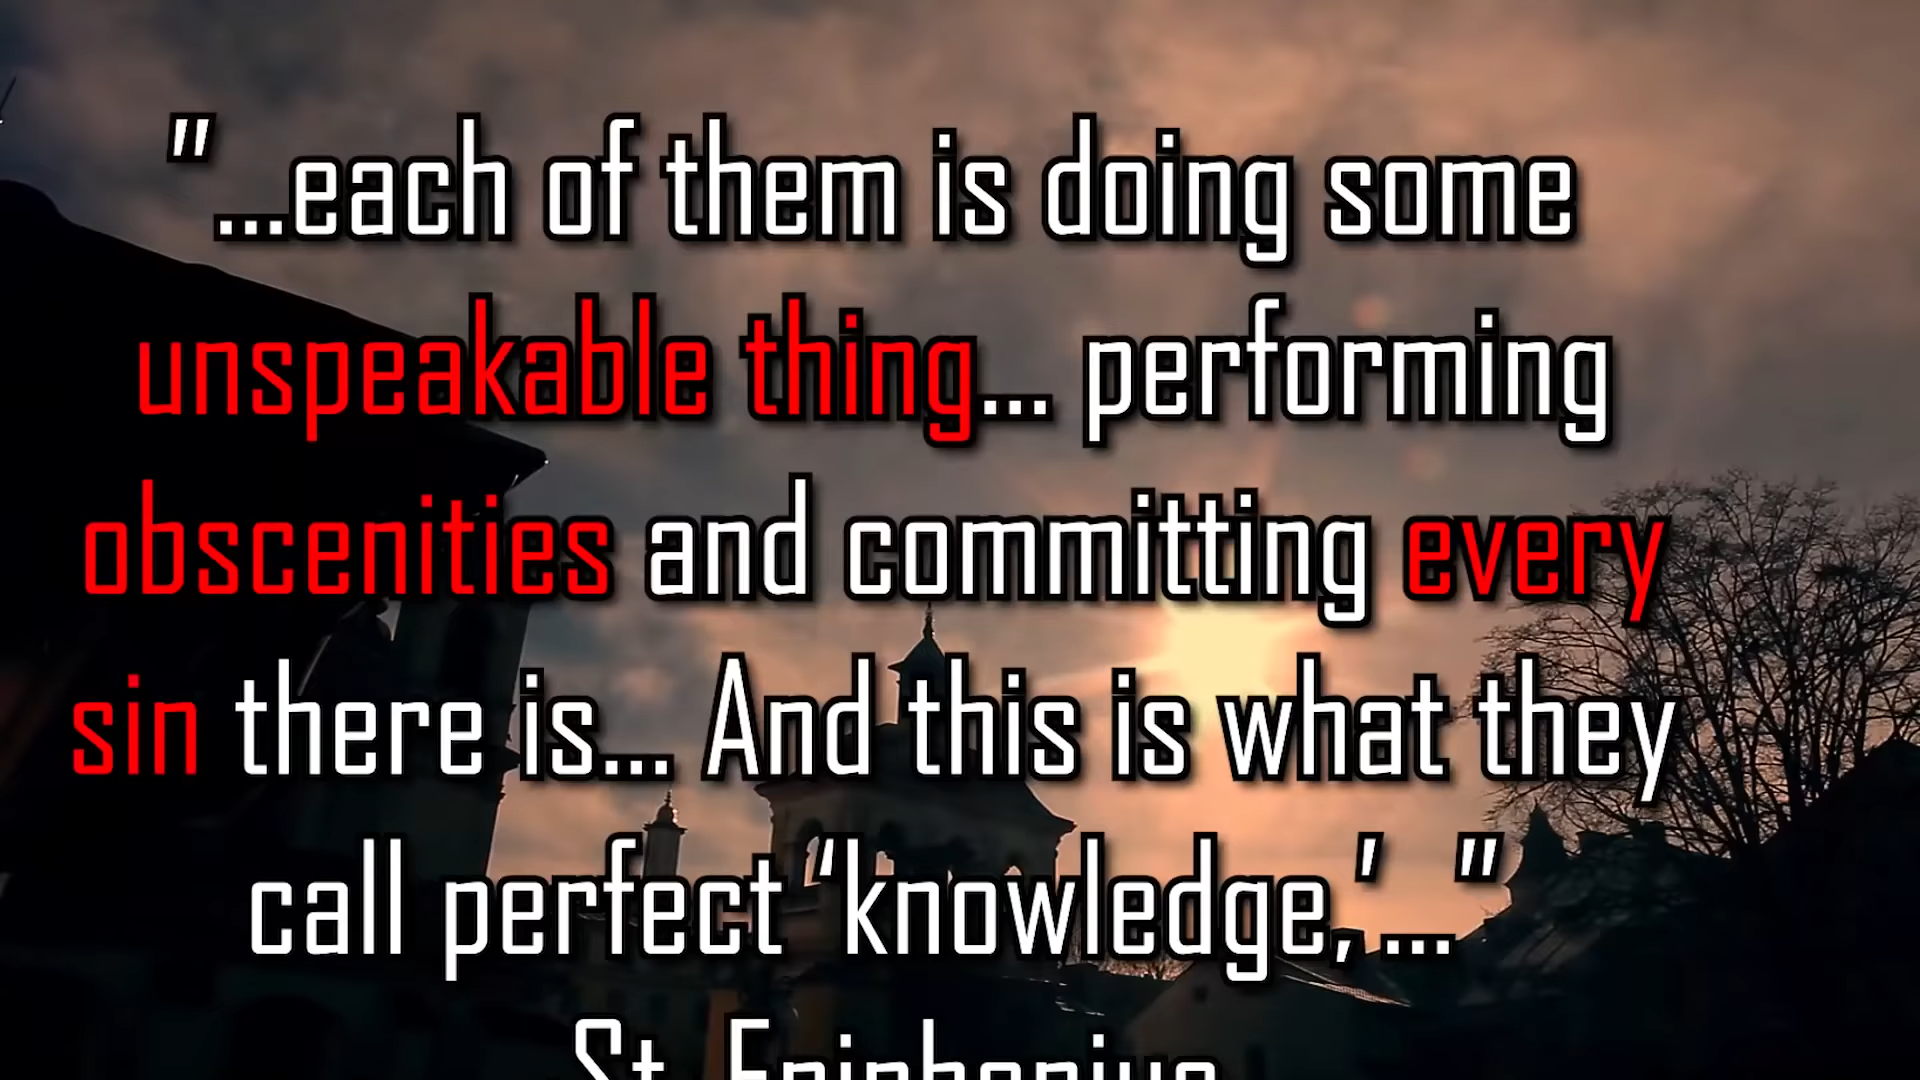 "...each of them is doing some
unspeakable thing... performing
obscenities and committing every
sin there is... And this is what they
call perfect ‘knowledge,’..."
St. Epiphanius